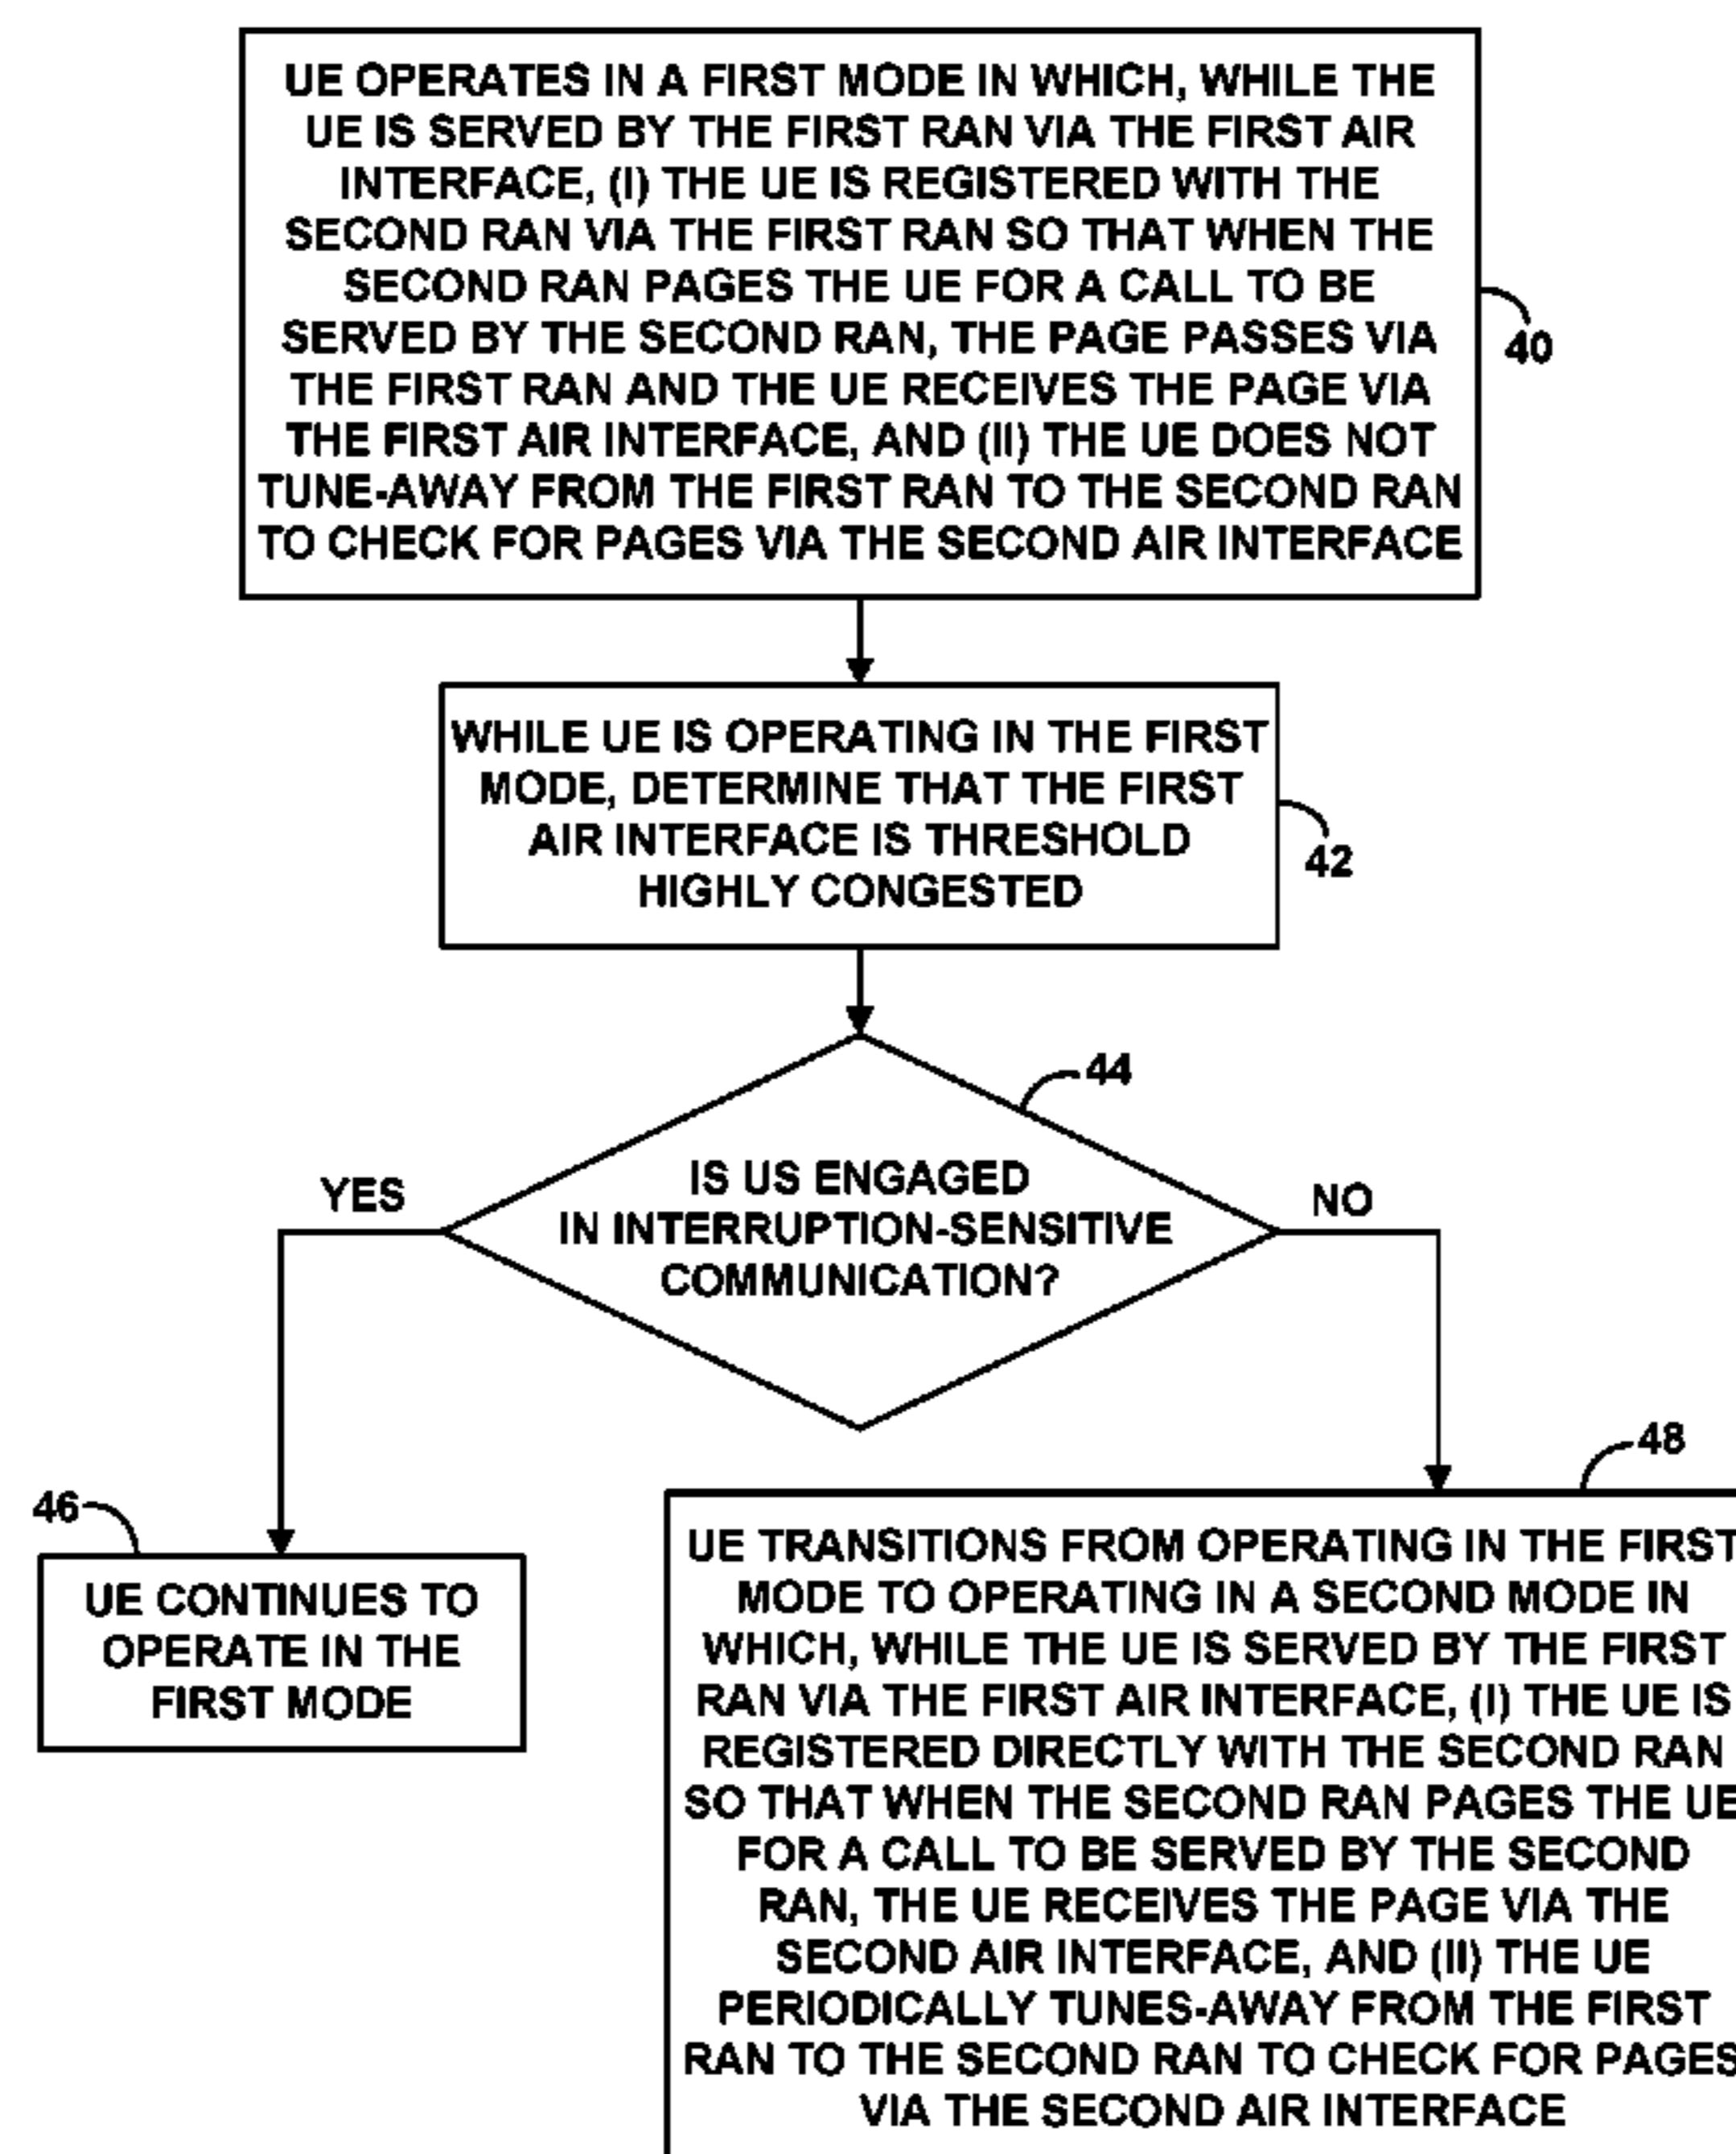 UE OPERATES IN A FIRST MODE IN WHICH, WHILE THE
UE IS SERVED BY THE FIRST RAN VIA THE FIRST AIR
INTERFACE, (I) THE UE IS REGISTERED WITH THE
SECOND RAN VIA THE FIRST RAN SO THAT WHEN THE
SECOND RAN PAGES THE UE FOR A CALL TO BE
SERVED BY THE SECOND RAN, THE PAGE PASSES VIA
THE FIRST RAN AND THE UE RECEIVES THE PAGE VIA
THE FIRST AIR INTERFACE, AND (II) THE UE DOES NOT
TUNE-AWAY FROM THE FIRST RAN TO THE SECOND RAN
TO CHECK FOR PAGES VIA THE SECOND AIR INTERFACE
40
WHILE UE IS OPERATING IN THE FIRST
MODE, DETERMINE THAT THE FIRST
AIR INTERFACE IS THRESHOLD
HIGHLY CONGESTED
42
44
IS US ENGAGED
IN INTERRUPTION-SENSITIVE
COMMUNICATION?
YES
NO
46
UE CONTINUES TO
OPERATE IN THE
FIRST MODE
48
UE TRANSITIONS FROM OPERATING IN THE FIRST
MODE TO OPERATING IN A SECOND MODE IN
WHICH, WHILE THE UE IS SERVED BY THE FIRST
RAN VIA THE FIRST AIR INTERFACE, (I) THE UE IS
REGISTERED DIRECTLY WITH THE SECOND RAN
SO THAT WHEN THE SECOND RAN PAGES THE UE
FOR A CALL TO BE SERVED BY THE SECOND
RAN, THE UE RECEIVES THE PAGE VIA THE
SECOND AIR INTERFACE, AND (II) THE UE
PERIODICALLY TUNES-AWAY FROM THE FIRST
RAN TO THE SECOND RAN TO CHECK FOR PAGES
VIA THE SECOND AIR INTERFACE